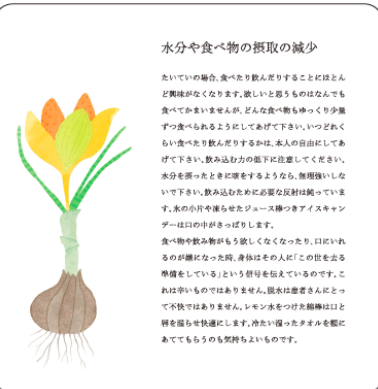 水分や食べ物の摂取の減少
たいていの場合、食べたり飲んだりすることにほとん
ど興味がなくなります。欲しいと思うものはなんでも
食べてかまいませんが、どんな食べ物もゆっくり少量
ずつ食べられるようにしてあげて下さい。いつどれく
らい食べたり飲んだりするかは、本人の自由にしてあ
げて下さい。飲み込む力の低下に注意してください。
水分を摂ったときに咳をするようなら、無理強いしな
いで下さい。飲み込むために必要な反射は鈍っていま
す。氷の小片や凍らせたジュース棒つきアイスキャン
デーは口の中がさっぱりします。
食べ物や飲み物がもう欲しくなくなったり、口にいれ
るのが嫌になった時、身体はその人に「この世を去る
準備をしている」という信号を伝えているのです。こ
れは辛いものではありません。脱水は患者さんにとっ
て不快ではありません。レモン水をつけた綿棒は口と
唇を湿らせ快適にします。冷たい湿ったタオルを額に
あててもらうのも気持ちよいものです。